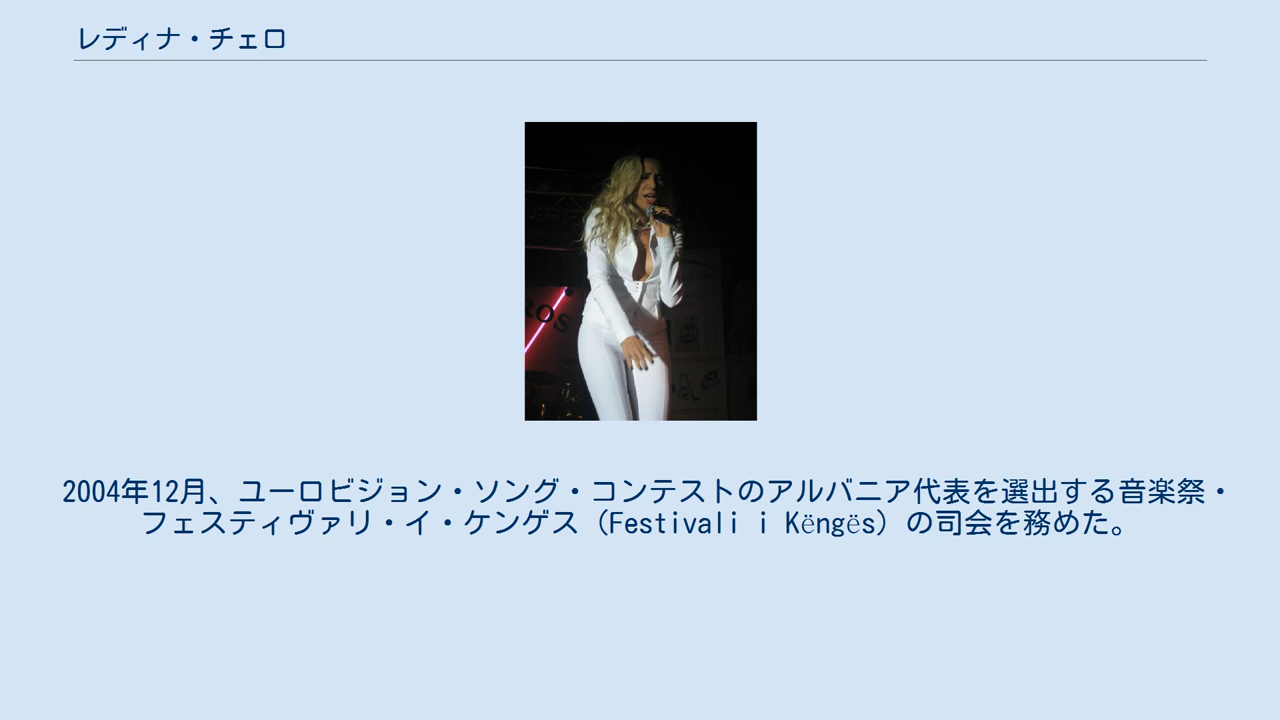 レディナ・チェロ
ROS
2004年12月、ユーロビジョン・ソング・コンテストのアルバニア代表を選出する音楽祭・
フェスティヴァリ・イ・ケンゲス（Festivali i Këngës）の司会を務めた。